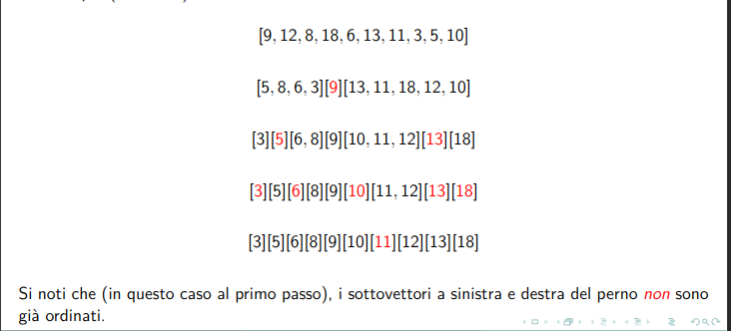 [9, 12, 8, 18, 6, 13, 11, 3, 5, 10]
[5, 8, 6, 3][9][13, 11, 18, 12, 10]
[3][5][6, 8][9][10, 11, 12][13][18]
[3][5][6][8][9][10][11, 12][13][18]
[3][5][6][8][9][10][11][12][13][18]
Si noti che (in questo caso al primo passo), i sottovettori a sinistra e destra del perno non sono
già ordinati.